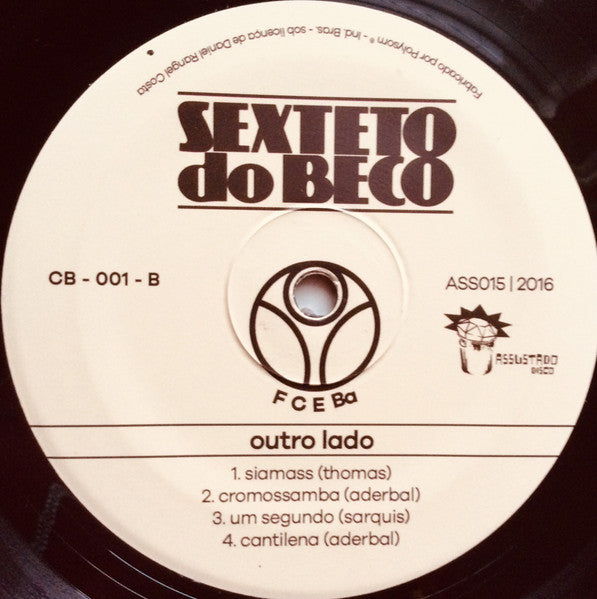 Fabricado por Polysom® - Ind. Bras. - sob licença de Daniel Rangel Costa
SEXTETO
do BECO
CB - 001 - B
ASS015 | 2016
ASSUSTADO
DISCO
F C E Ba
outro lado
1. siamass (thomas)
2. cromossamba (aderbal)
3. um segundo (sarquis)
4. cantilena (aderbal)